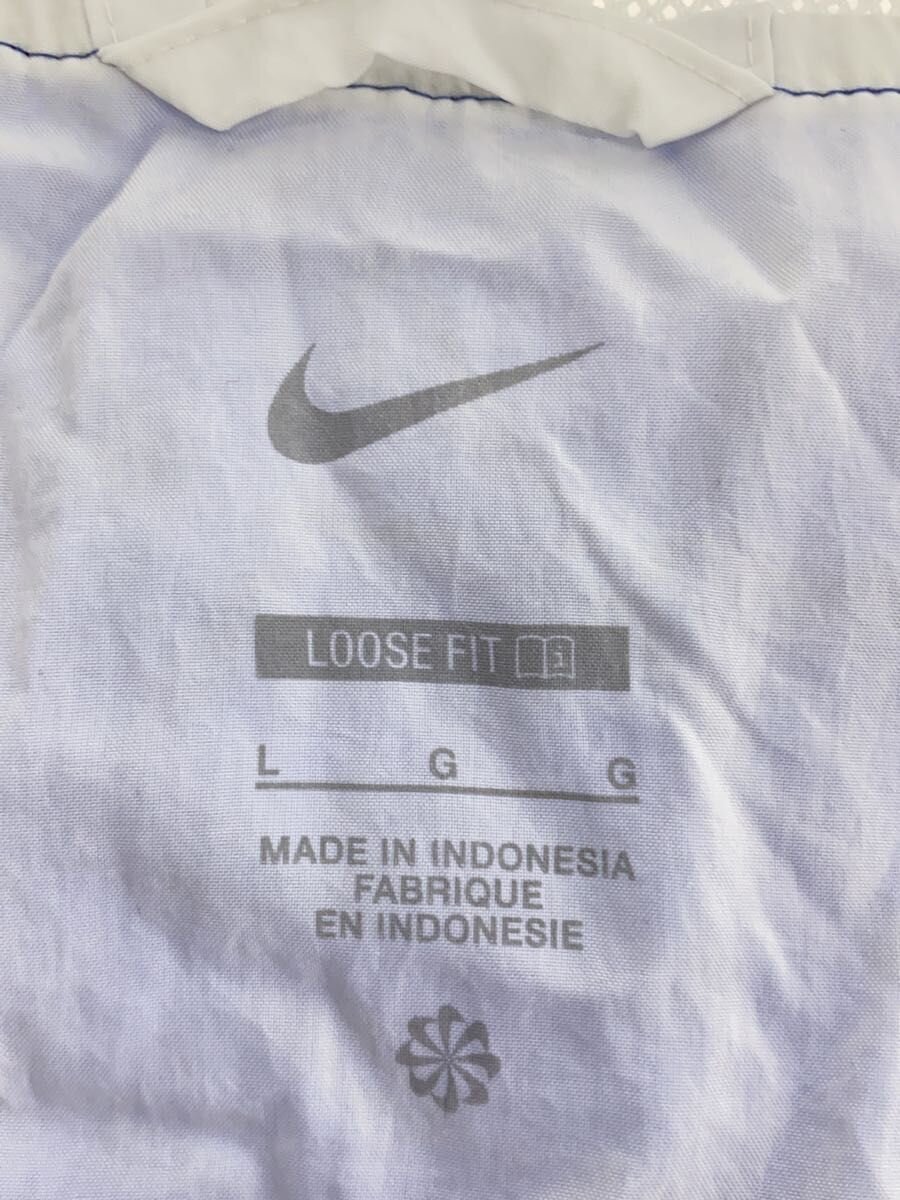 LOOSE FIT
L G G
MADE IN INDONESIA
FABRIQUE
EN INDONESIE